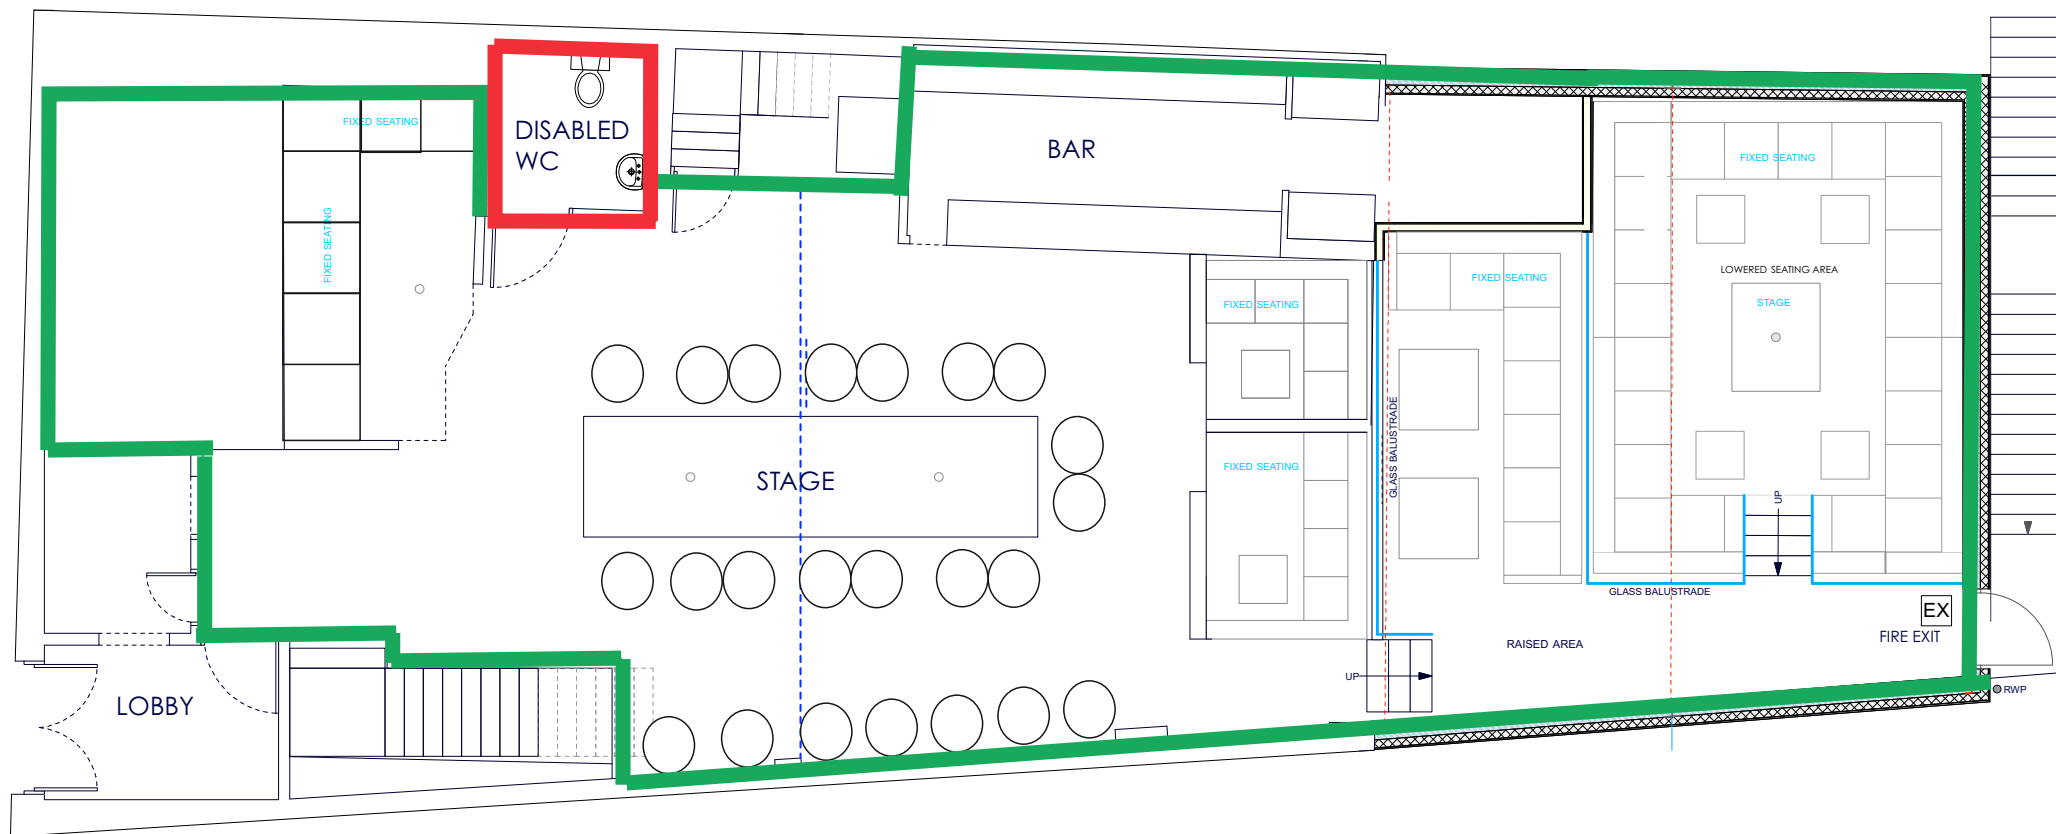 FIXED SEATING
DISABLED
WC
BAR
FIXED SEATING
FIXED SEATING
LOWERED SEATING AREA
FIXED SEATING
STAGE
FIXED SEATING
GLASS BALUSTRADE
FIXED SEATING
STAGE
UP
GLASS BALUSTRADE
EX
FIRE EXIT
RAISED AREA
UP
RWP
LOBBY